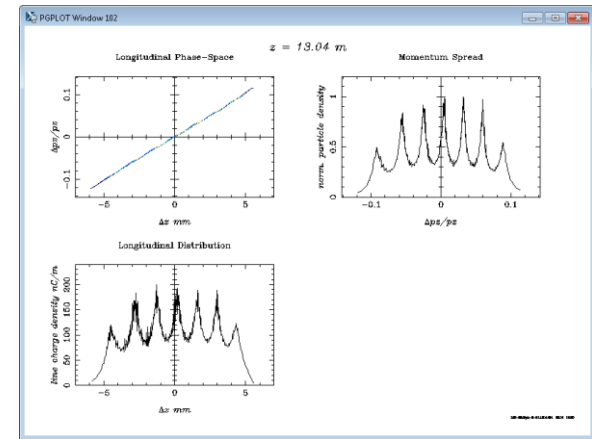 PGPLOT Window 182
z = 13.04 m
Longitudinal Phase-Space
Momentum Spread
Δpz/pz
0.1
0
-0.1
-5
0
5
Δz mm
norm. particle density
1
0.5
0
-0.1
0
0.1
Δpz/pz
Longitudinal Distribution
line charge density nC/m
200
150
100
50
0
-5
0
5
Δz mm